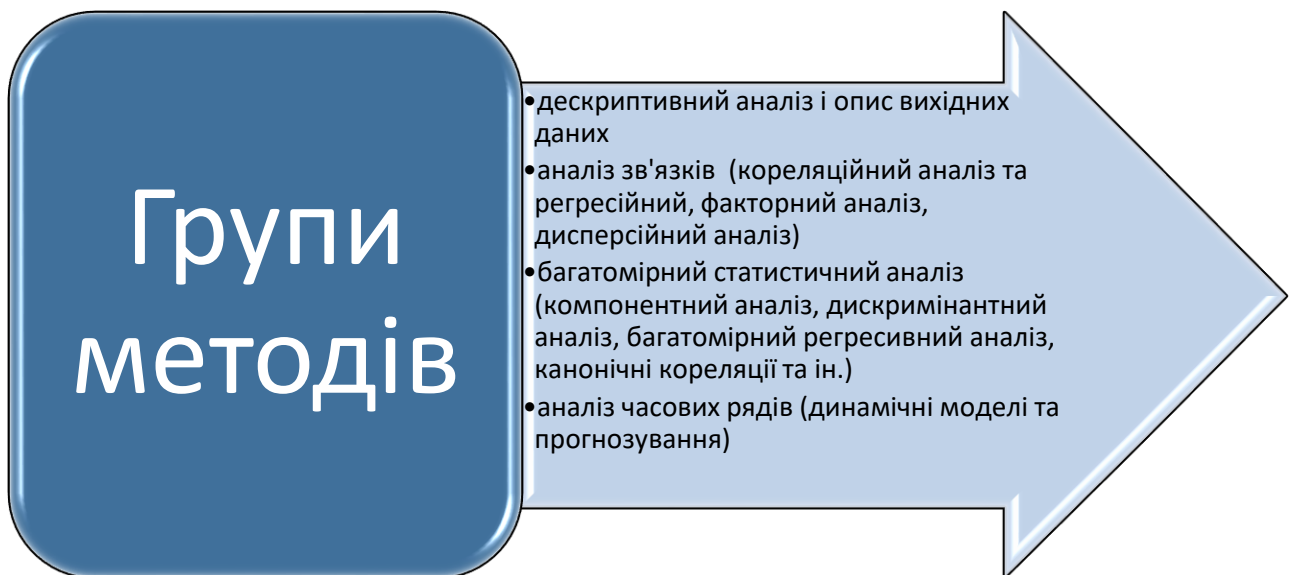 Групи
методів
•дескриптивний аналіз і опис вихідних
даних
•аналіз зв'язків (кореляційний аналіз та
регресійний, факторний аналіз,
дисперсійний аналіз)
•багатомірний статистичний аналіз
(компонентний аналіз, дискримінантний
аналіз, багатомірний регресивний аналіз,
канонічні кореляції та ін.)
•аналіз часових рядів (динамічні моделі та
прогнозування)